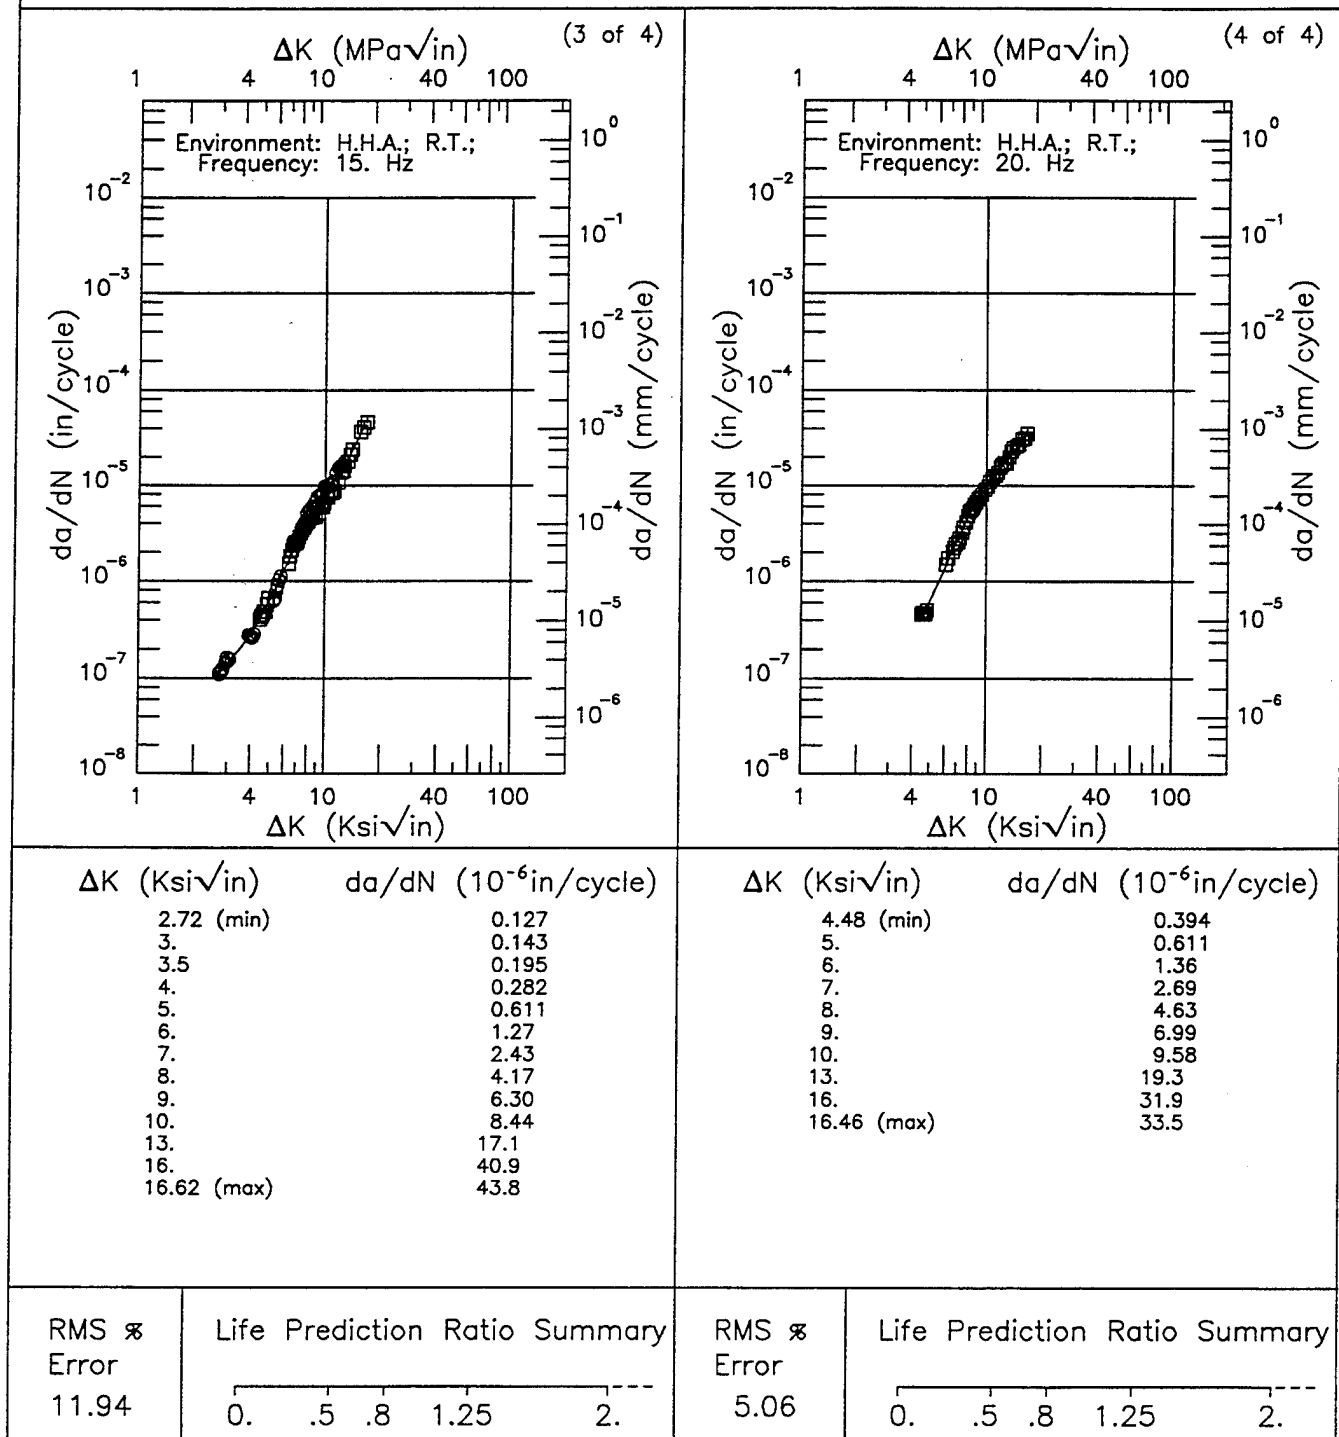 (3 of 4)
ΔK (MPa√in)
1 4 10 40 100
Environment: H.H.A.; R.T.;
Frequency: 15. Hz
da/dN (in/cycle)
10⁻²
10⁻³
10⁻⁴
10⁻⁵
10⁻⁶
10⁻⁷
10⁻⁸
da/dN (mm/cycle)
10⁰
10⁻¹
10⁻²
10⁻³
10⁻⁴
10⁻⁵
10⁻⁶
1 4 10 40 100
ΔK (Ksi√in)
ΔK (Ksi√in) da/dN (10⁻⁶in/cycle)
2.72 (min) 0.127
3. 0.143
3.5 0.195
4. 0.282
5. 0.611
6. 1.27
7. 2.43
8. 4.17
9. 6.30
10. 8.44
13. 17.1
16. 40.9
16.62 (max) 43.8
RMS %
Error
11.94
Life Prediction Ratio Summary
0. .5 .8 1.25 2.
(4 of 4)
ΔK (MPa√in)
1 4 10 40 100
Environment: H.H.A.; R.T.;
Frequency: 20. Hz
da/dN (in/cycle)
10⁻²
10⁻³
10⁻⁴
10⁻⁵
10⁻⁶
10⁻⁷
10⁻⁸
da/dN (mm/cycle)
10⁰
10⁻¹
10⁻²
10⁻³
10⁻⁴
10⁻⁵
10⁻⁶
1 4 10 40 100
ΔK (Ksi√in)
ΔK (Ksi√in) da/dN (10⁻⁶in/cycle)
4.48 (min) 0.394
5. 0.611
6. 1.36
7. 2.69
8. 4.63
9. 6.99
10. 9.58
13. 19.3
16. 31.9
16.46 (max) 33.5
RMS %
Error
5.06
Life Prediction Ratio Summary
0. .5 .8 1.25 2.